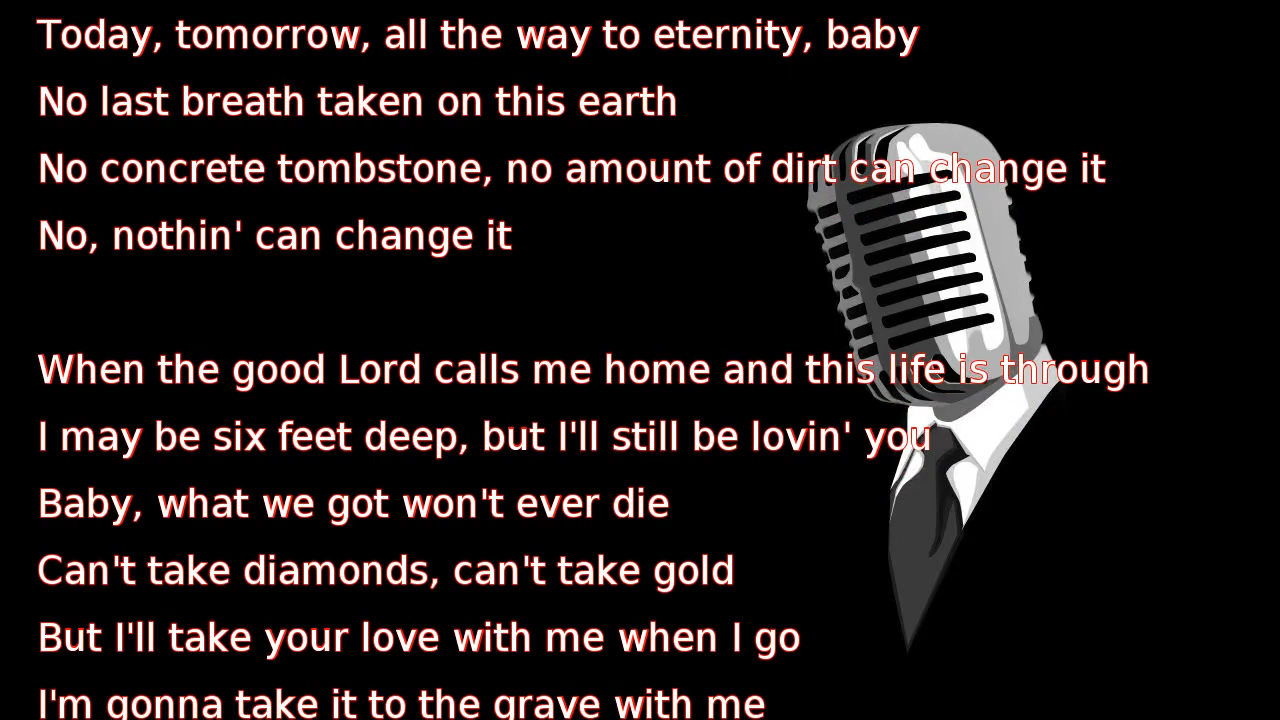 Today, tomorrow, all the way to eternity, baby
No last breath taken on this earth
No concrete tombstone, no amount of dirt can change it
No, nothin' can change it
When the good Lord calls me home and this life is through
I may be six feet deep, but I'll still be lovin' you
Baby, what we got won't ever die
Can't take diamonds, can't take gold
But I'll take your love with me when I go
I'm gonna take it to the grave with me